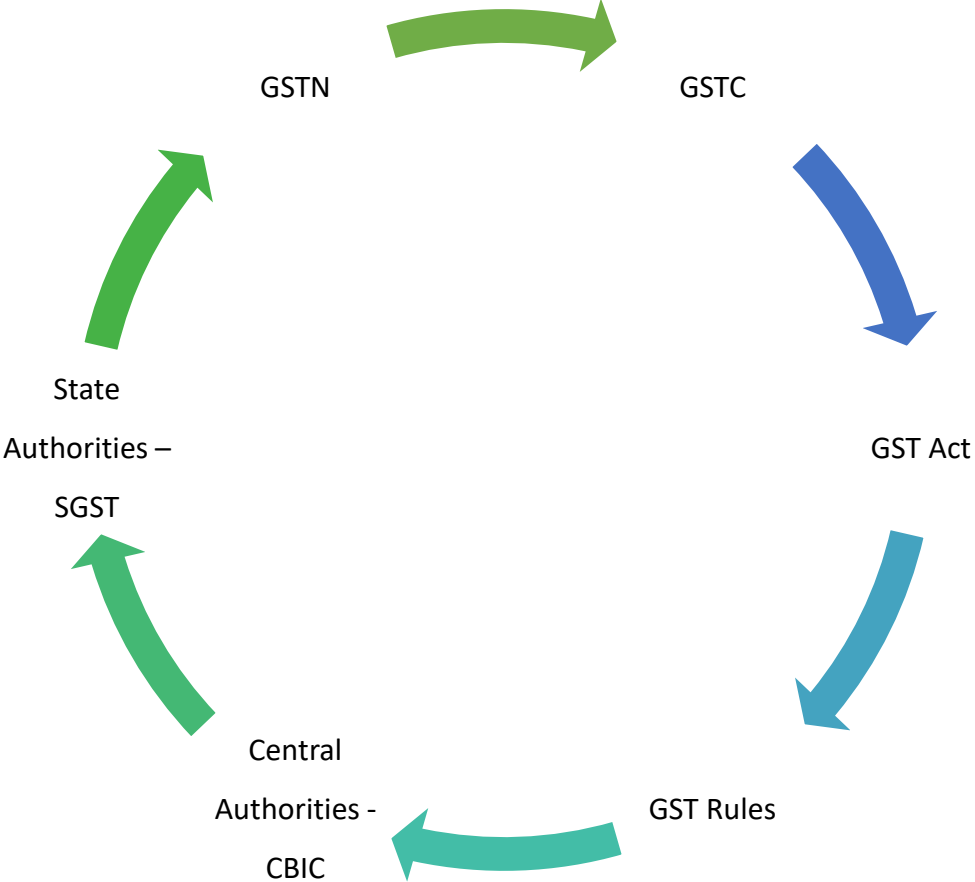 GSTN
GSTC
GST Act
GST Rules
Central
Authorities -
CBIC
State
Authorities –
SGST